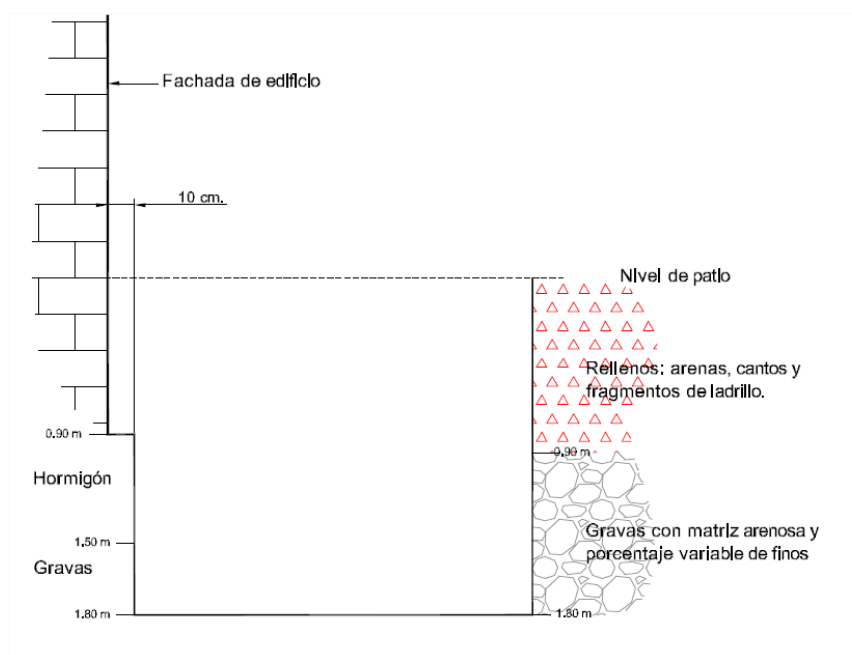 Fachada de edificio
10 cm.
Nivel de patio
Rellenos: arenas, cantos y
fragmentos de ladrillo.
0.90 m
-0.90 m
Hormigón
Gravas con matriz arenosa y
porcentaje variable de finos
1.50 m
Gravas
1.80 m
1.80 m